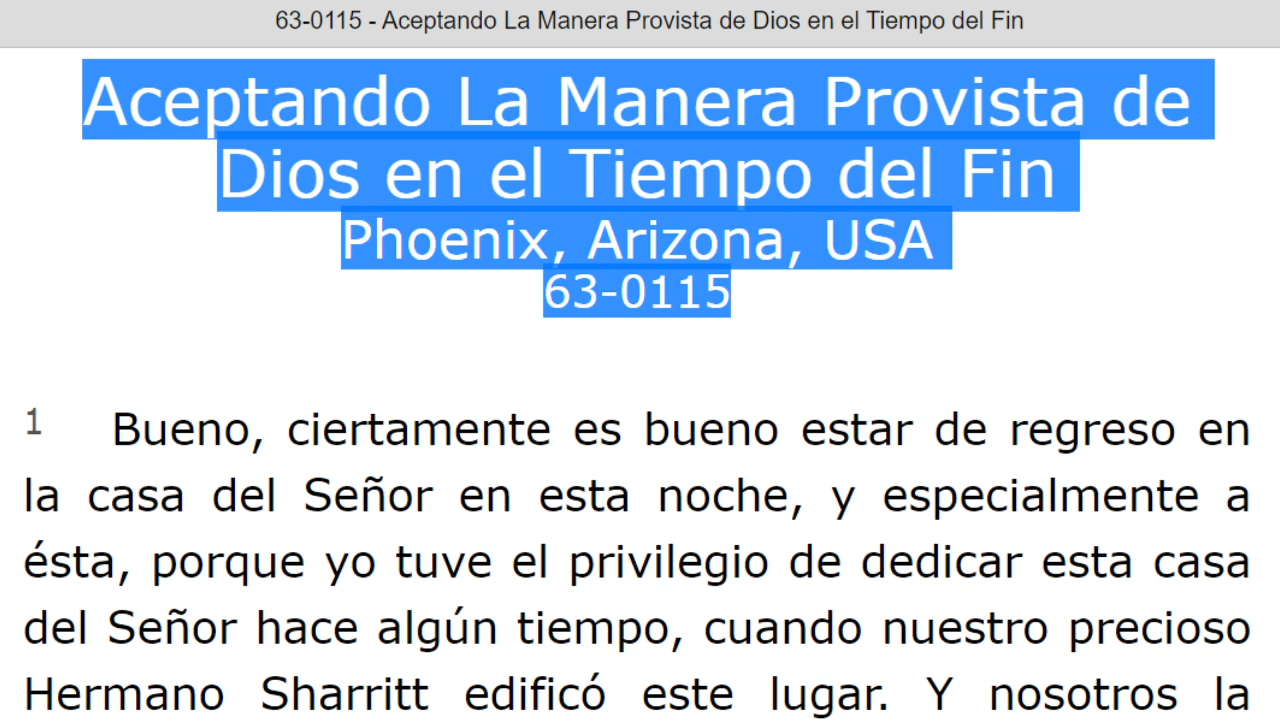 63-0115 - Aceptando La Manera Provista de Dios en el Tiempo del Fin
Aceptando La Manera Provista de
Dios en el Tiempo del Fin
Phoenix, Arizona, USA
63-0115
1 Bueno, ciertamente es bueno estar de regreso en
la casa del Señor en esta noche, y especialmente a
ésta, porque yo tuve el privilegio de dedicar esta casa
del Señor hace algún tiempo, cuando nuestro precioso
Hermano Sharritt edificó este lugar. Y nosotros la